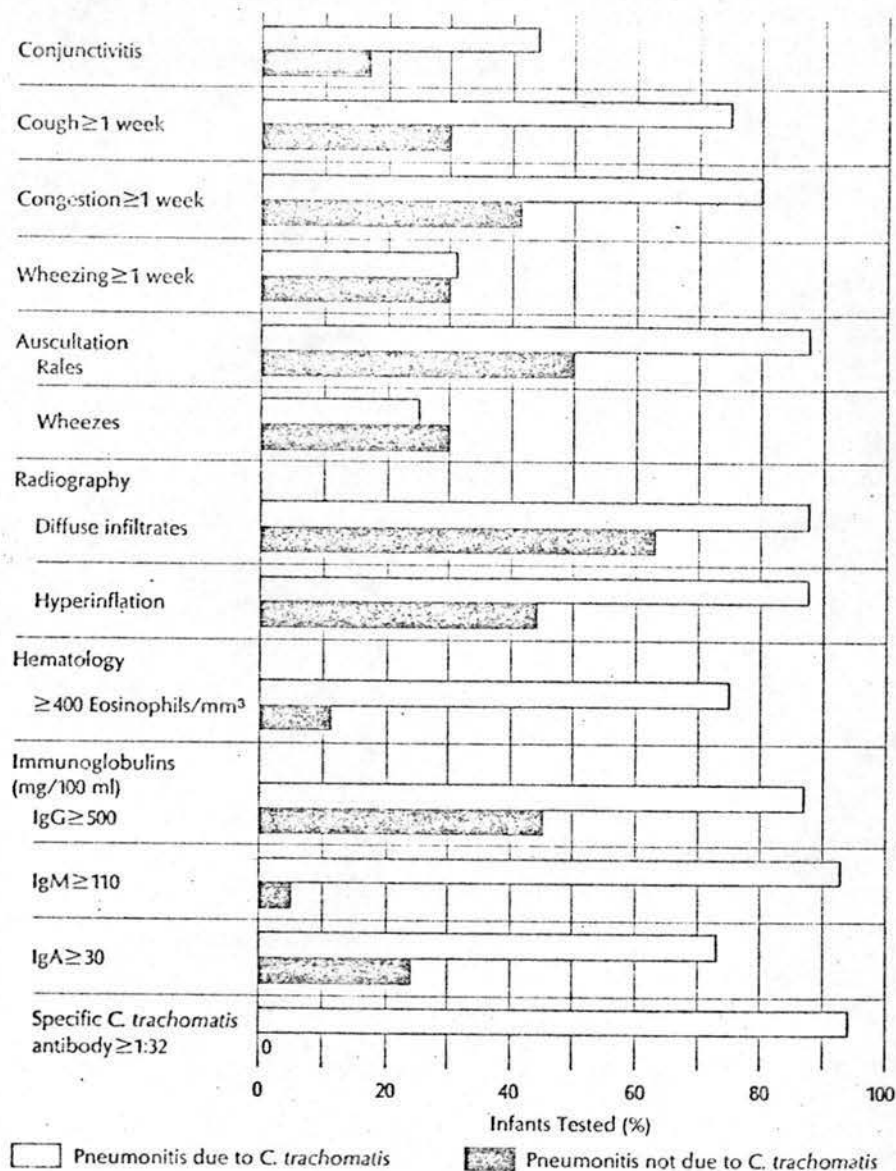 Conjunctivitis
Cough≥1 week
Congestion≥1 week
Wheezing≥1 week
Auscultation
Rales
Wheezes
Radiography
Diffuse infiltrates
Hyperinflation
Hematology
≥400 Eosinophils/mm³
Immunoglobulins
(mg/100 ml)
IgG≥500
IgM≥110
IgA≥30
Specific C. trachomatis
antibody≥1:32
0
0 20 40 60 80 100
Infants Tested (%)
Pneumonitis due to C. trachomatis Pneumonitis not due to C. trachomatis